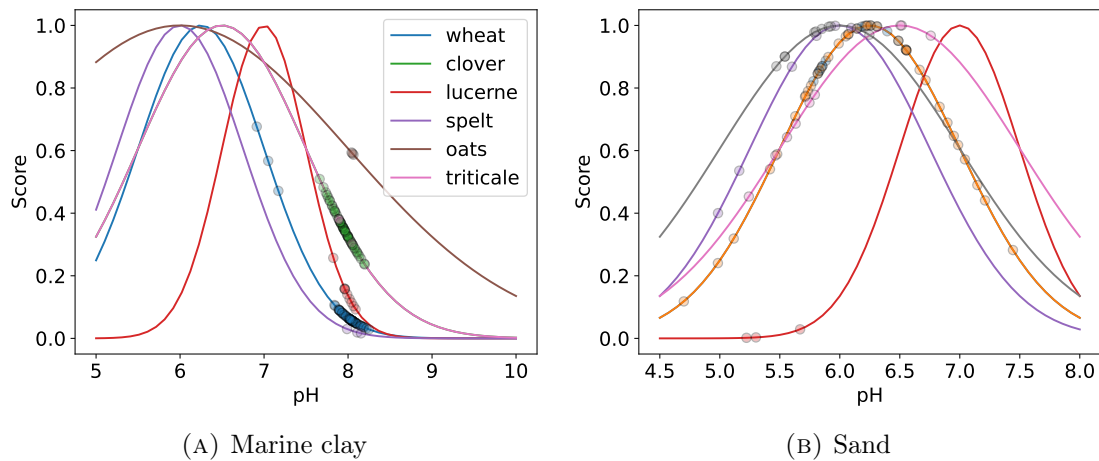 1.0
0.8
0.6
0.4
0.2
0.0
Score
5 6 7 8 9 10
pH
wheat
clover
lucerne
spelt
oats
triticale
(A) Marine clay
1.0
0.8
0.6
0.4
0.2
0.0
Score
4.5 5.0 5.5 6.0 6.5 7.0 7.5 8.0
pH
(B) Sand